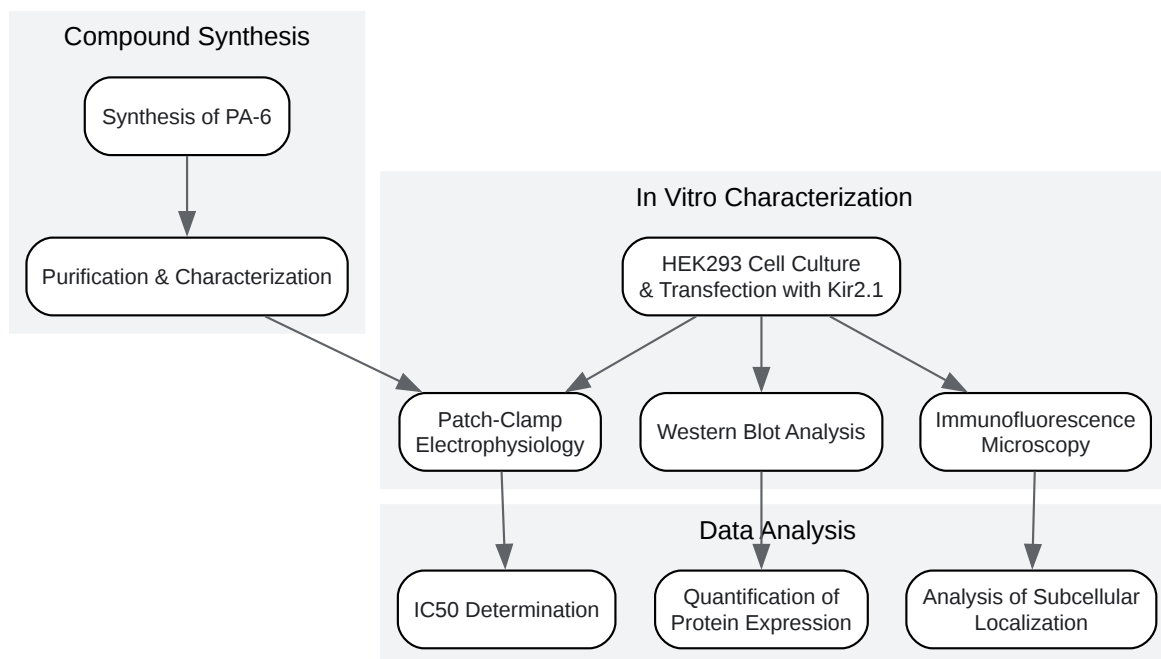 Compound Synthesis
Synthesis of PA-6
Purification & Characterization
In Vitro Characterization
HEK293 Cell Culture
& Transfection with Kir2.1
Patch-Clamp
Electrophysiology
Western Blot Analysis
Immunofluorescence
Microscopy
Data Analysis
IC50 Determination
Quantification of
Protein Expression
Analysis of Subcellular
Localization